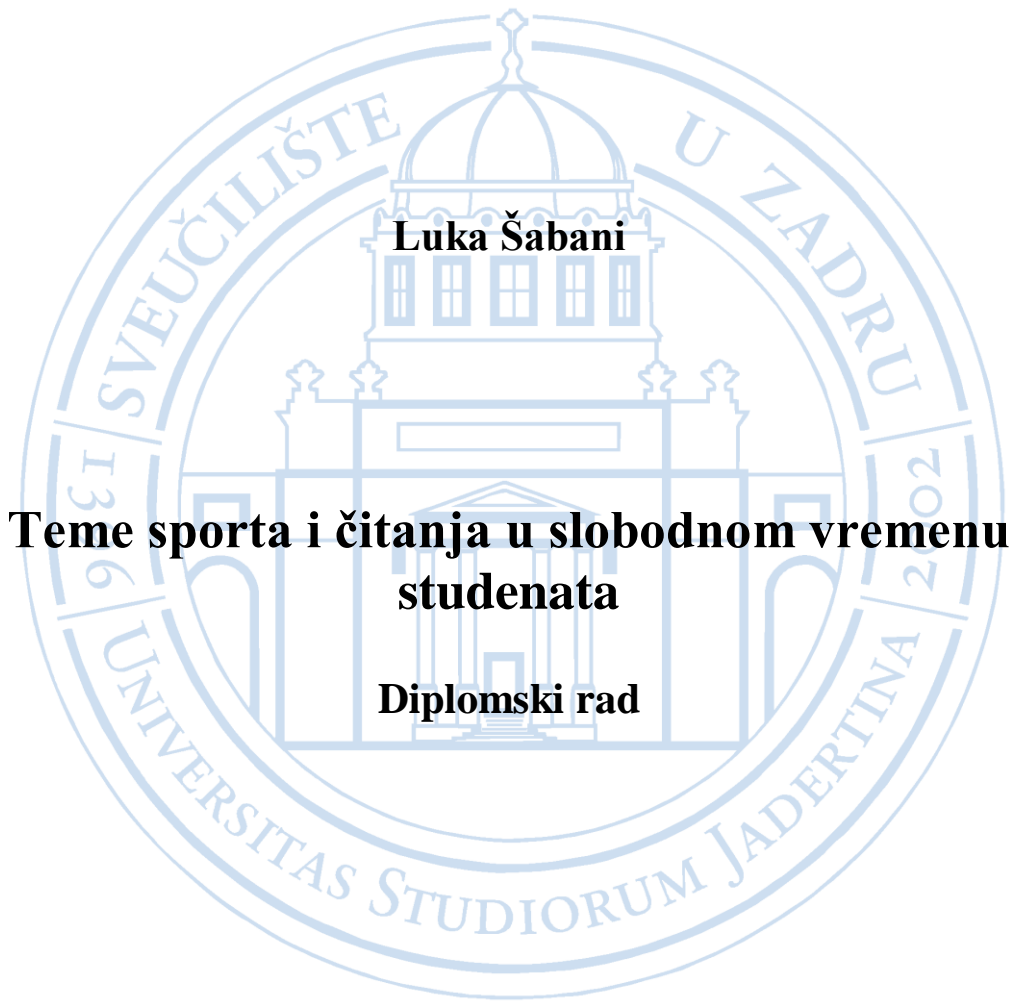 SVEUČILIŠTE U ZADRU
Luka Šabani
1396
2002
Teme sporta i čitanja u slobodnom vremenu
studenata
Diplomski rad
UNIVERSITAS STUDIORUM JADERTINA